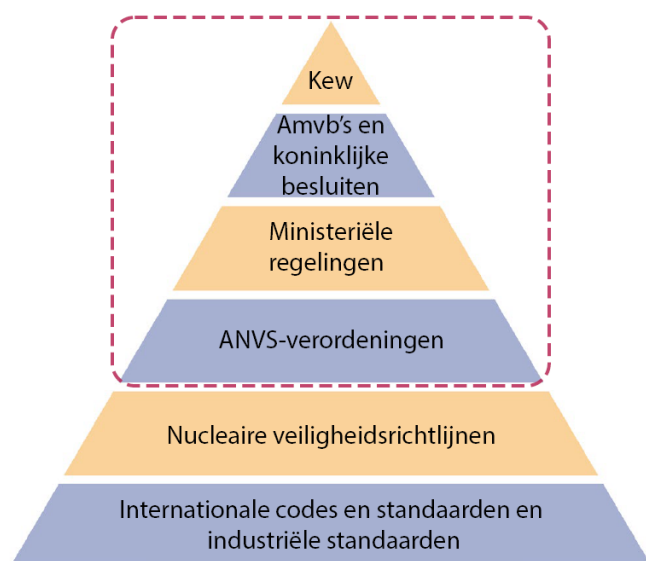 Kew
Amvb's en
koninklijke
besluiten
Ministeriële
regelingen
ANVS-verordeningen
Nucleaire veiligheidsrichtlijnen
Internationale codes en standaarden en
industriële standaarden